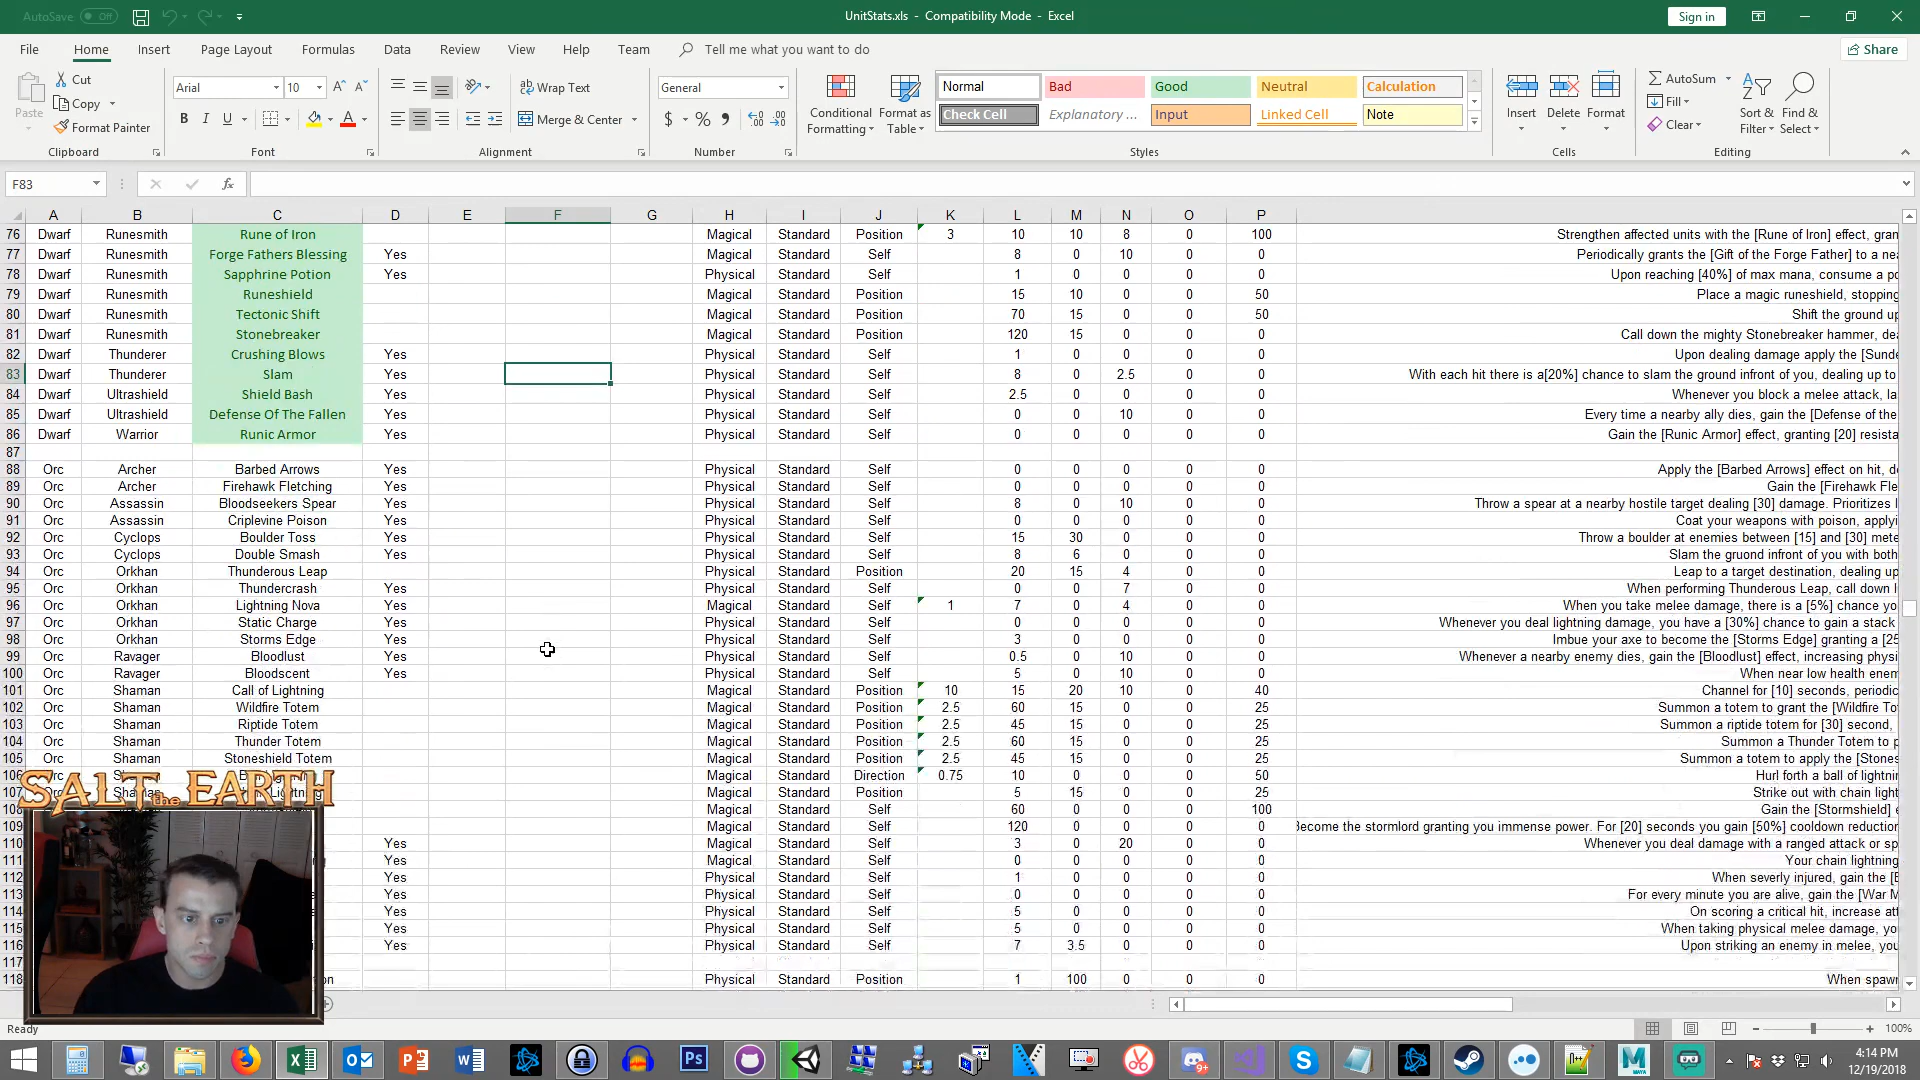 AutoSave Off UnitStats.xls - Compatibility Mode - Excel Sign in
File Home Insert Page Layout Formulas Data Review View Help Team Tell me what you want to do Share
Cut Arial 10 Wrap Text General Normal Bad Good Neutral Calculation AutoSum
Paste Copy Conditional Formatting Format as Table Insert Delete Format Fill Sort & Filter Find & Select
Format Painter B I U Merge & Center $ % Check Cell Explanatory ... Input Linked Cell Note Clear
Clipboard Font Alignment Number Styles Cells Editing
F83 fx
A B C D E F G H I J K L M N O P
76 Dwarf Runesmith Rune of Iron Magical Standard Position 3 10 10 8 0 100 Strengthen affected units with the [Rune of Iron] effect, gran
77 Dwarf Runesmith Forge Fathers Blessing Yes Magical Standard Self 8 0 10 0 0 Periodically grants the [Gift of the Forge Father] to a nea
78 Dwarf Runesmith Sapphrine Potion Yes Physical Standard Self 1 0 0 0 0 Upon reaching [40%] of max mana, consume a po
79 Dwarf Runesmith Runeshield Magical Standard Position 15 10 0 0 50 Place a magic runeshield, stopping
80 Dwarf Runesmith Tectonic Shift Magical Standard Position 70 15 0 0 50 Shift the ground up
81 Dwarf Runesmith Stonebreaker Magical Standard Position 120 15 0 0 0 Call down the mighty Stonebreaker hammer, dea
82 Dwarf Thunderer Crushing Blows Yes Physical Standard Self 1 0 0 0 0 Upon dealing damage apply the [Sunde
83 Dwarf Thunderer Slam Yes Physical Standard Self 8 0 2.5 0 0 With each hit there is a[20%] chance to slam the ground infront of you, dealing up to
84 Dwarf Ultrashield Shield Bash Yes Physical Standard Self 2.5 0 0 0 0 Whenever you block a melee attack, la
85 Dwarf Ultrashield Defense Of The Fallen Yes Physical Standard Self 0 0 10 0 0 Every time a nearby ally dies, gain the [Defense of the
86 Dwarf Warrior Runic Armor Yes Physical Standard Self 0 0 0 0 0 Gain the [Runic Armor] effect, granting [20] resista
87
88 Orc Archer Barbed Arrows Yes Physical Standard Self 0 0 0 0 0 Apply the [Barbed Arrows] effect on hit, de
89 Orc Archer Firehawk Fletching Yes Physical Standard Self 0 0 0 0 0 Gain the [Firehawk Fle
90 Orc Assassin Bloodseekers Spear Yes Physical Standard Self 8 0 10 0 0 Throw a spear at a nearby hostile target dealing [30] damage. Prioritizes l
91 Orc Assassin Criplevine Poison Yes Physical Standard Self 0 0 0 0 0 Coat your weapons with poison, applyi
92 Orc Cyclops Boulder Toss Yes Physical Standard Self 15 30 0 0 0 Throw a boulder at enemies between [15] and [30] mete
93 Orc Cyclops Double Smash Yes Physical Standard Self 8 6 0 0 0 Slam the gruond infront of you with both
94 Orc Orkhan Thunderous Leap Physical Standard Position 20 15 4 0 0 Leap to a target destination, dealing up
95 Orc Orkhan Thundercrash Yes Physical Standard Self 0 0 7 0 0 When performing Thunderous Leap, call down l
96 Orc Orkhan Lightning Nova Yes Magical Standard Self 1 7 0 4 0 0 When you take melee damage, there is a [5%] chance yo
97 Orc Orkhan Static Charge Yes Physical Standard Self 0 0 0 0 0 Whenever you deal lightning damage, you have a [30%] chance to gain a stack
98 Orc Orkhan Storms Edge Yes Physical Standard Self 3 0 0 0 0 Imbue your axe to become the [Storms Edge] granting a [25
99 Orc Ravager Bloodlust Yes Physical Standard Self 0.5 0 10 0 0 Whenever a nearby enemy dies, gain the [Bloodlust] effect, increasing physi
100 Orc Ravager Bloodscent Yes Physical Standard Self 5 0 10 0 0 When near low health enem
101 Orc Shaman Call of Lightning Magical Standard Position 10 15 20 10 0 40 Channel for [10] seconds, periodic
102 Orc Shaman Wildfire Totem Magical Standard Position 2.5 60 15 0 0 25 Summon a totem to grant the [Wildfire To
103 Orc Shaman Riptide Totem Magical Standard Position 2.5 45 15 0 0 25 Summon a riptide totem for [30] second,
104 Orc Shaman Thunder Totem Magical Standard Position 2.5 60 15 0 0 25 Summon a Thunder Totem to p
105 Orc Shaman Stoneshield Totem Magical Standard Position 2.5 45 15 0 0 25 Summon a totem to apply the [Stones
106 Magical Standard Direction 0.75 10 0 0 0 50 Hurl forth a ball of lightnin
107 Magical Standard Position 5 15 0 0 25 Strike out with chain light
108 Magical Standard Self 60 0 0 0 100 Gain the [Stormshield] e
109 Magical Standard Self 120 0 0 0 0 Become the stormlord granting you immense power. For [20] seconds you gain [50%] cooldown reduction
110 Yes Magical Standard Self 3 0 20 0 0 Whenever you deal damage with a ranged attack or sp
111 Yes Magical Standard Self 0 0 0 0 0 Your chain lightning
112 Yes Physical Standard Self 1 0 0 0 0 When severly injured, gain the [
113 Yes Physical Standard Self 0 0 0 0 0 For every minute you are alive, gain the [War M
114 Yes Physical Standard Self 5 0 0 0 0 On scoring a critical hit, increase at
115 Yes Physical Standard Self 5 0 0 0 0 When taking physical melee damage, yo
116 Yes Physical Standard Self 7 3.5 0 0 0 Upon striking an enemy in melee, you
117
118 Physical Standard Position 1 100 0 0 0 When spaw
SALT the EARTH
Ready 100%
4:14 PM
12/19/2018